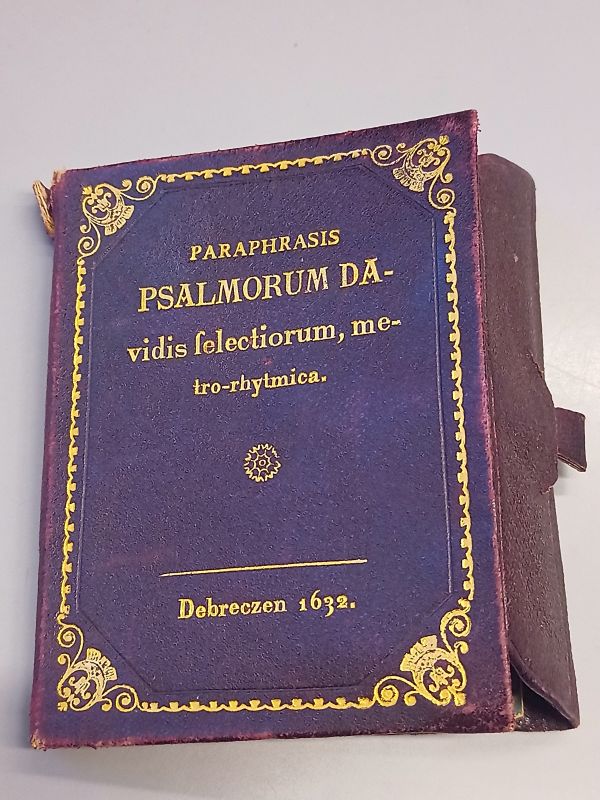 PARAPHRASIS
PSALMORUM DA-
vidis ſelectiorum, me-
tro-rhytmica.
Debreczen 1632.